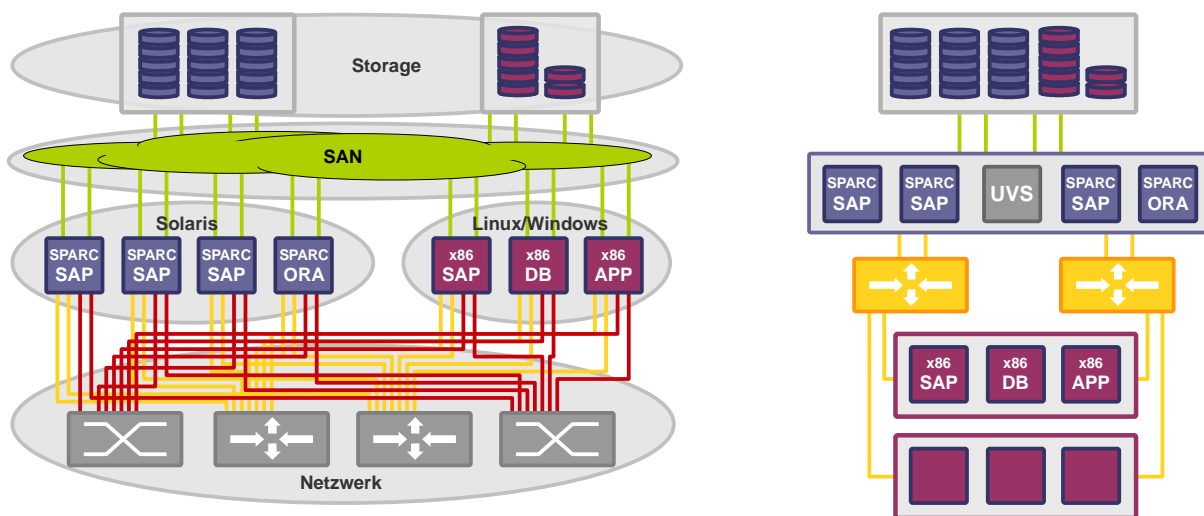 Storage
SAN
Solaris
Linux/Windows
SPARC
SAP
SPARC
SAP
SPARC
SAP
SPARC
ORA
x86
SAP
x86
DB
x86
APP
Netzwerk
SPARC
SAP
SPARC
SAP
UVS
SPARC
SAP
SPARC
ORA
x86
SAP
x86
DB
x86
APP